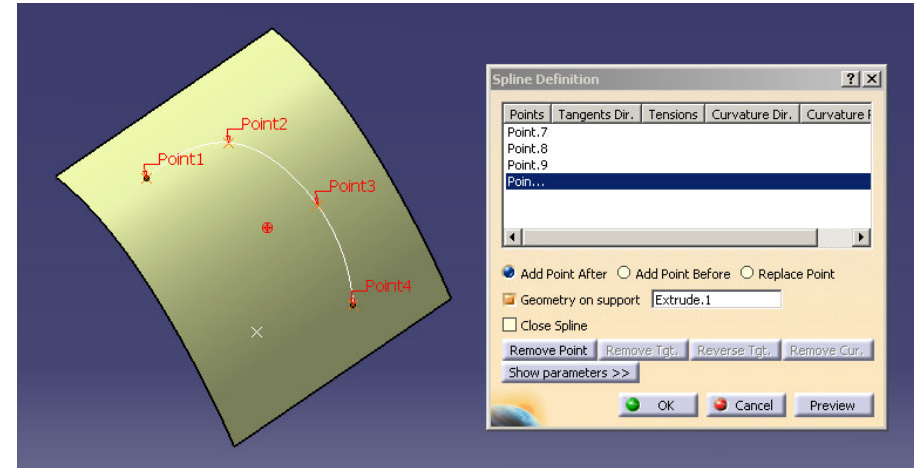 Point1
Point2
Point3
Point4
Spline Definition
Points Tangents Dir. Tensions Curvature Dir. Curvature
Point.7
Point.8
Point.9
Poin...
Add Point After Add Point Before Replace Point
Geometry on support Extrude.1
Close Spline
Remove Point Remove Tgt. Reverse Tgt. Remove Cur.
Show parameters >>
OK Cancel Preview